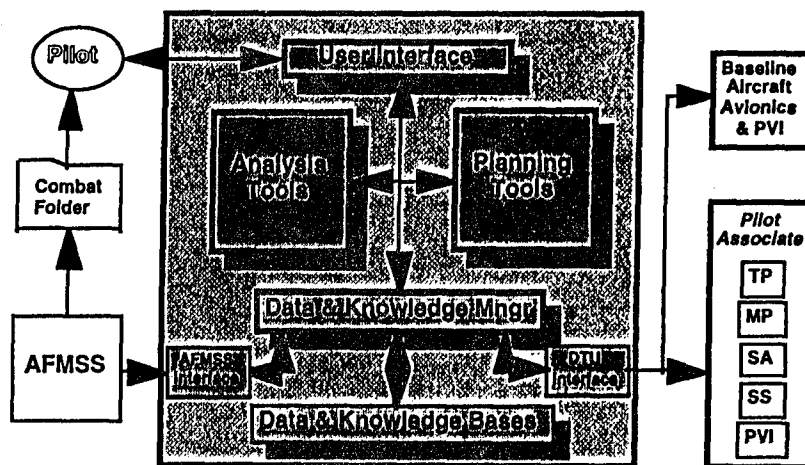 Pilot
Combat
Folder
AFMSS
User Interface
Analysis
Tools
Planning
Tools
Data & Knowledge Mngr
AFMSS
Interface
DTU
Interface
Data & Knowledge Bases
Baseline
Aircraft
Avionics
& PVI
Pilot
Associate
TP
MP
SA
SS
PVI